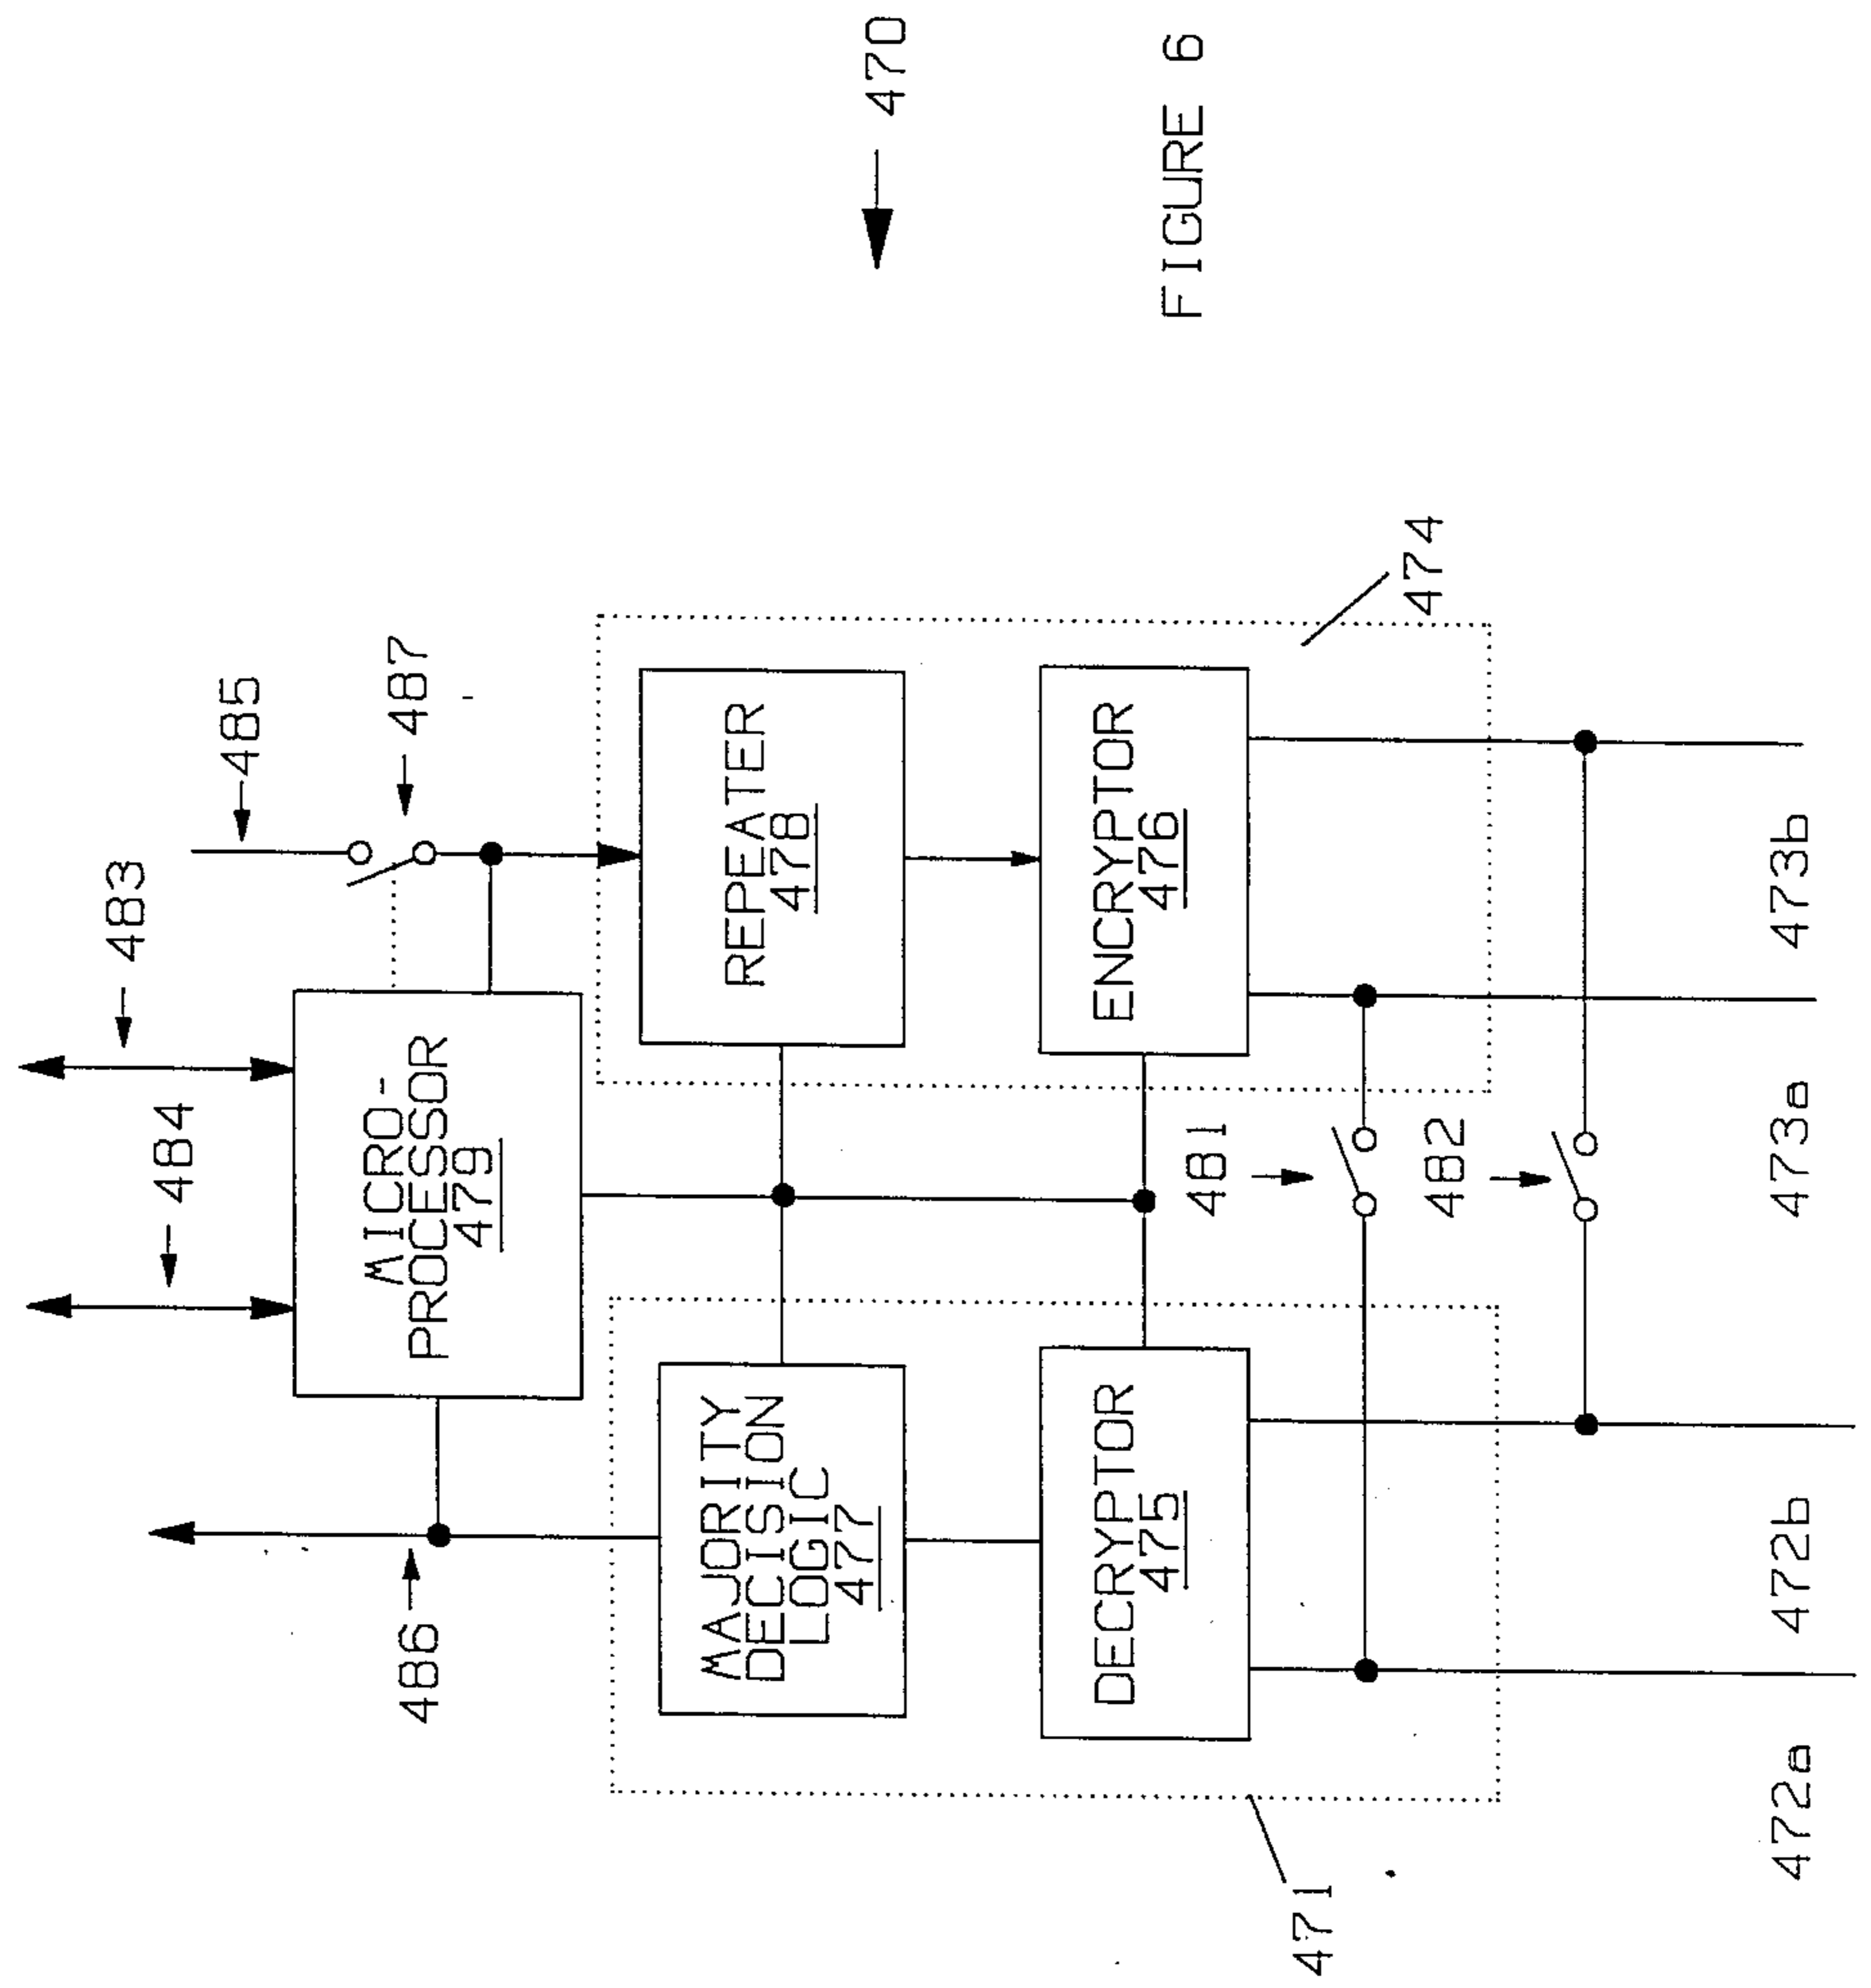 470
FIGURE 6
483
484
485
487
486
MICRO-
PROCESSOR
479
REPEATER
478
MAJORITY
DECISION
LOGIC
477
ENCRYPTOR
476
DECRYPTOR
475
474
471
481
482
472a
472b
473a
473b